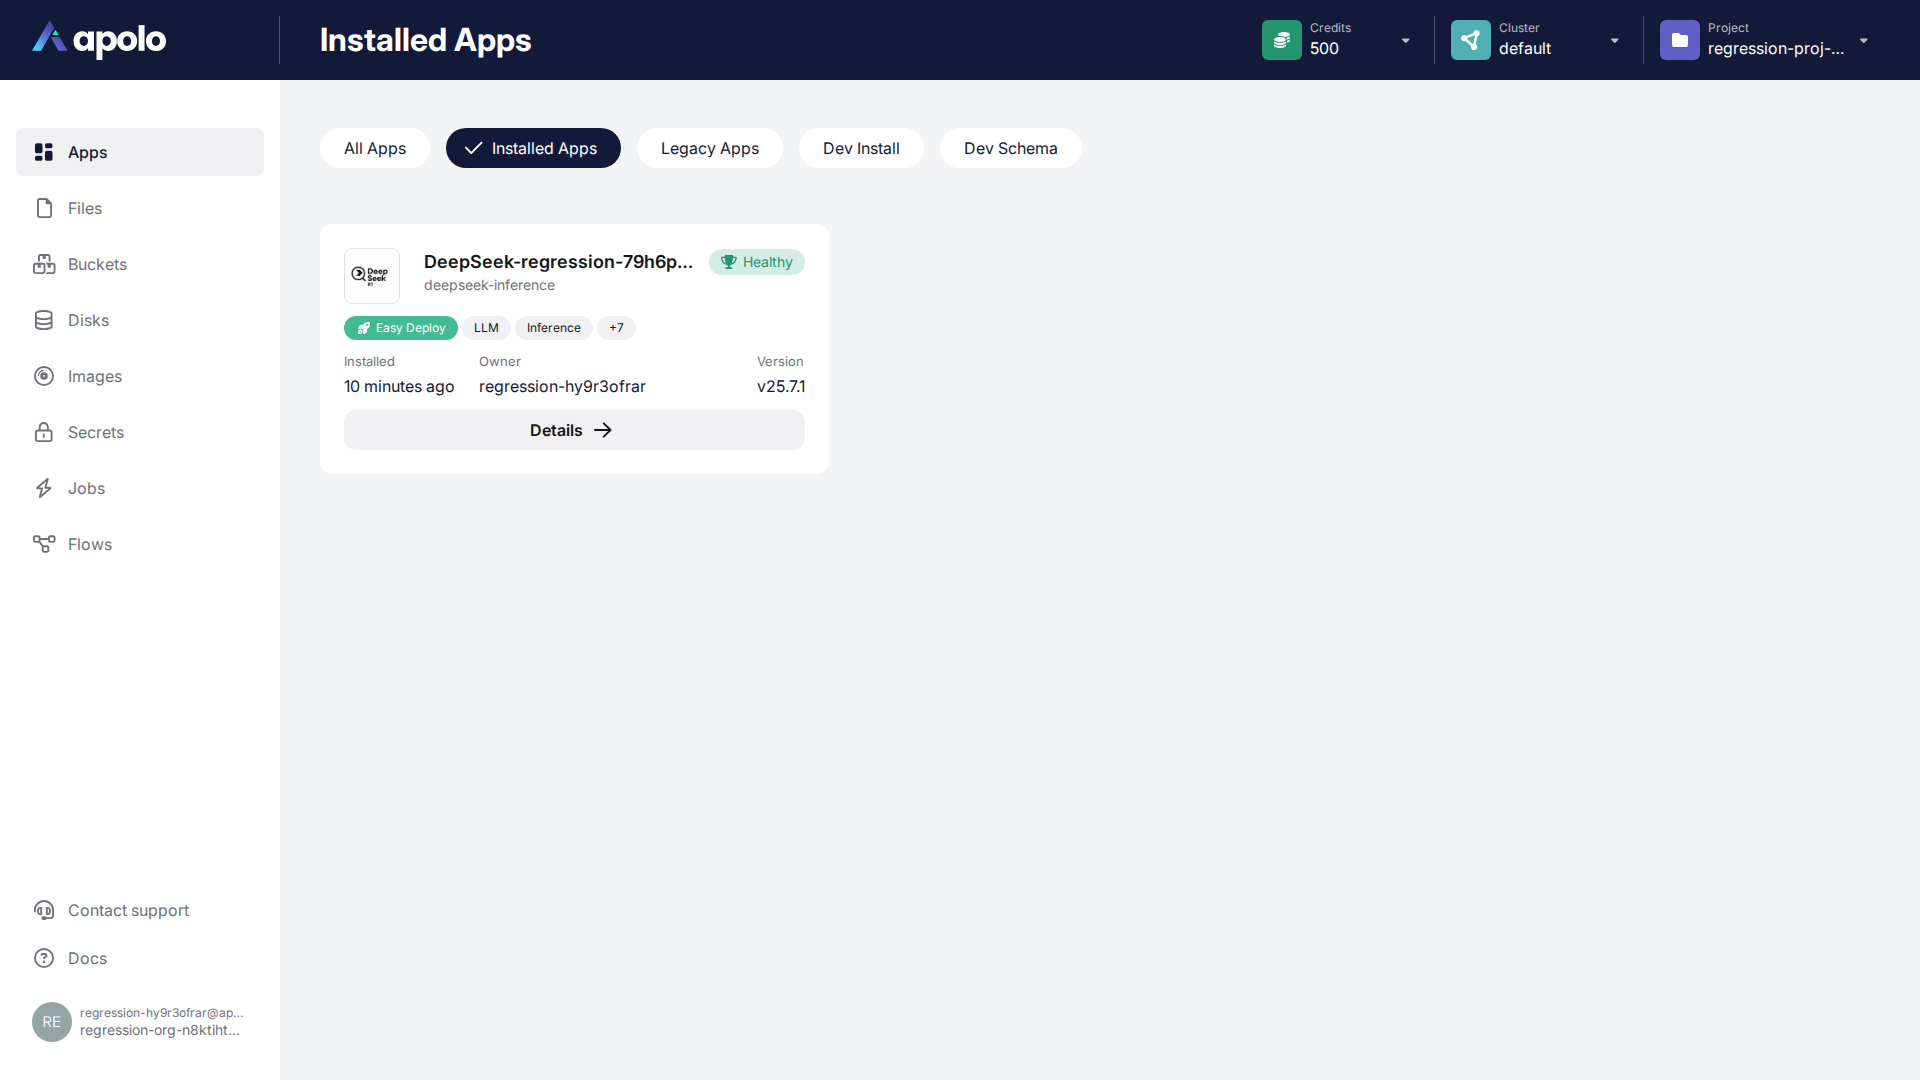 apolo
Installed Apps
Credits
500
Cluster
default
Project
regression-proj-...
Apps
Files
Buckets
Disks
Images
Secrets
Jobs
Flows
Contact support
Docs
RE
regression-hy9r3ofrar@ap...
regression-org-n8ktiht...
All Apps
Installed Apps
Legacy Apps
Dev Install
Dev Schema
Deep
Seek
R1
DeepSeek-regression-79h6p...
Healthy
deepseek-inference
Easy Deploy
LLM
Inference
+7
Installed
Owner
Version
10 minutes ago
regression-hy9r3ofrar
v25.7.1
Details